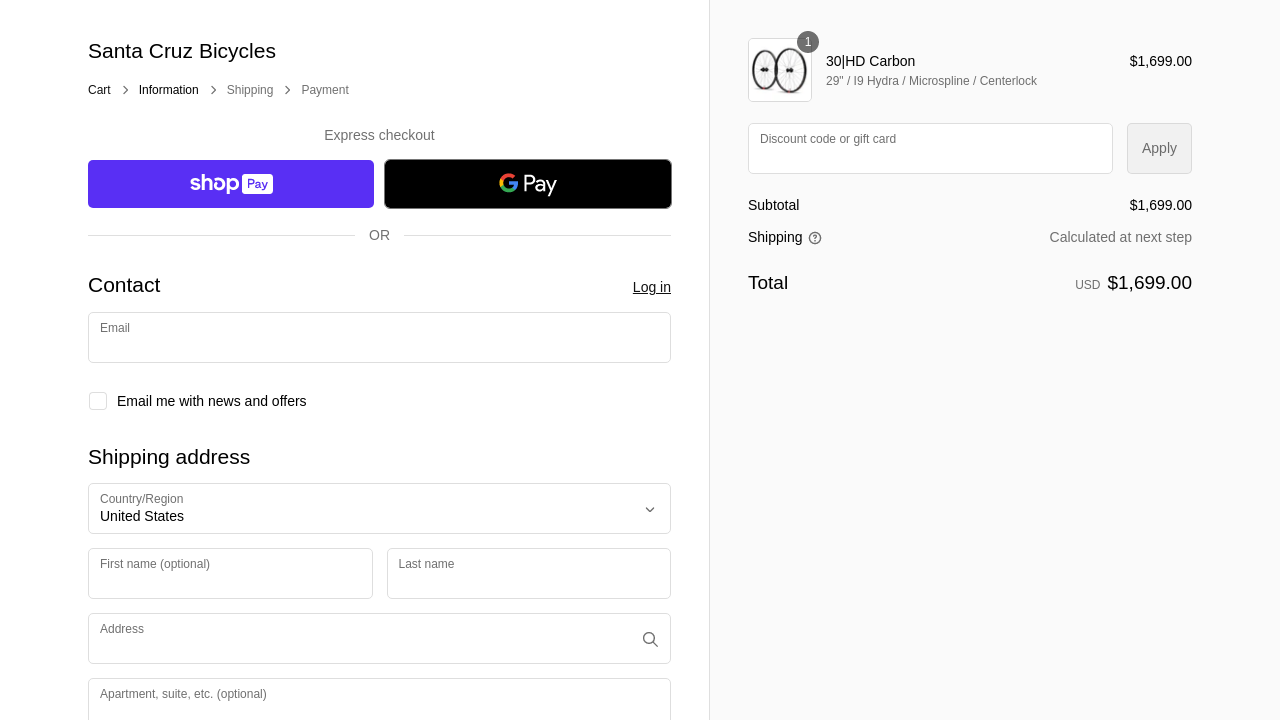 Santa Cruz Bicycles
Cart > Information > Shipping > Payment
Express checkout
shop Pay
G Pay
OR
Contact
Log in
Email
Email me with news and offers
Shipping address
Country/Region
United States
First name (optional)
Last name
Address
Apartment, suite, etc. (optional)
1
30|HD Carbon
$1,699.00
29" / I9 Hydra / Microspline / Centerlock
Discount code or gift card
Apply
Subtotal
$1,699.00
Shipping
Calculated at next step
Total
USD $1,699.00